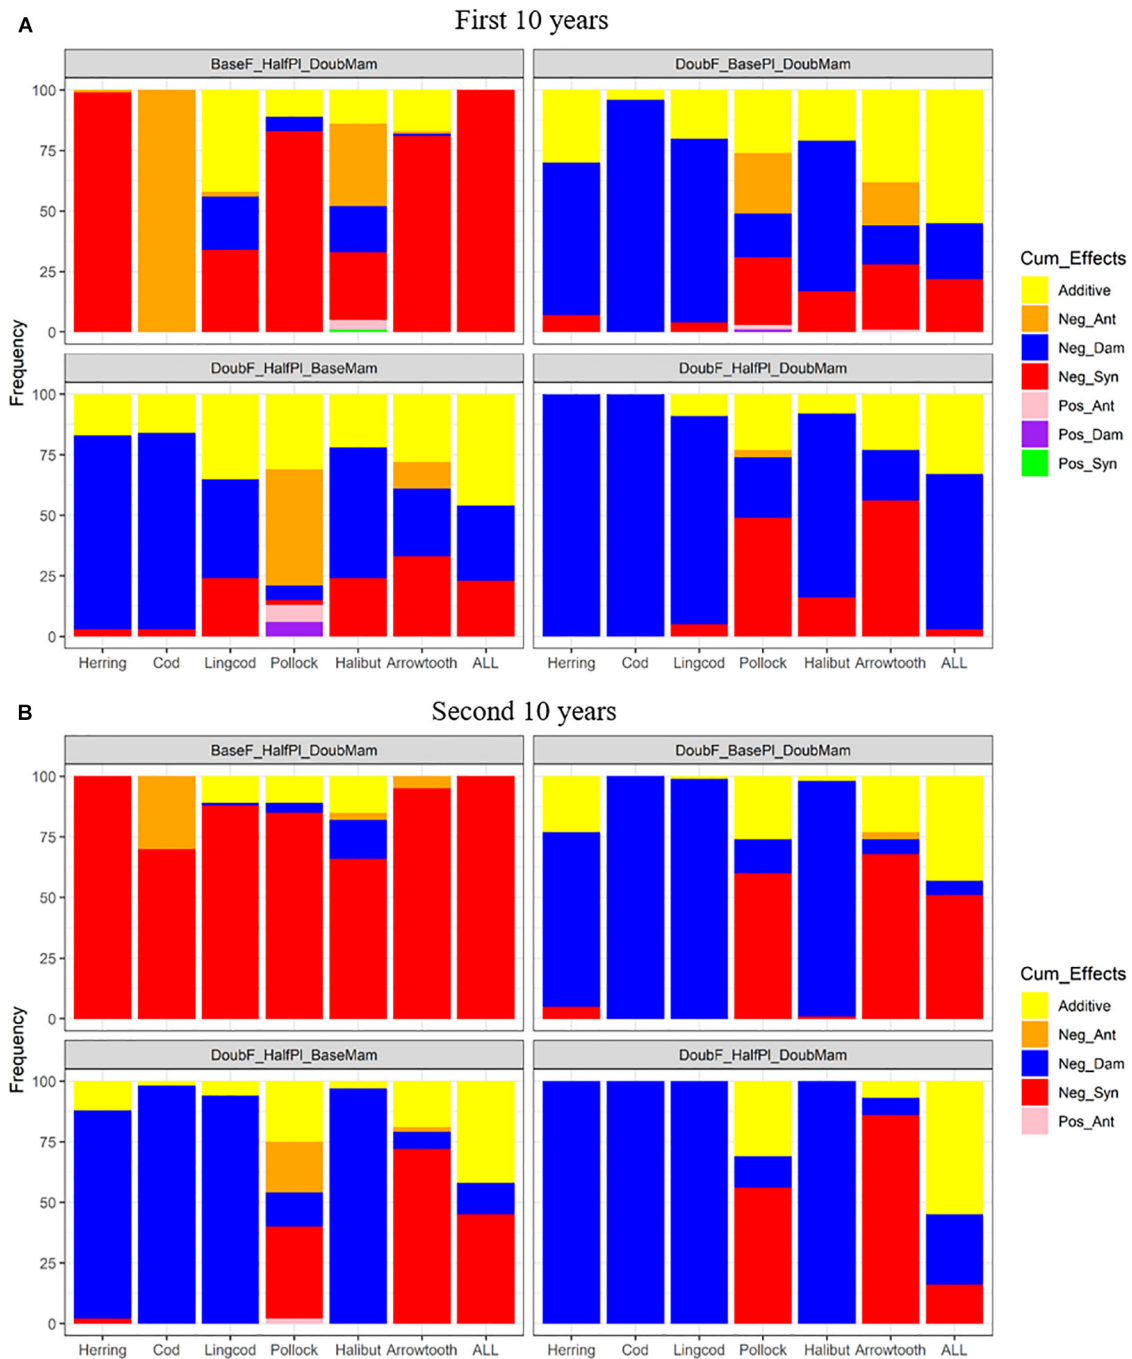 A
First 10 years
BaseF_HalfPl_DoubMam
DoubF_BasePl_DoubMam
100
75
50
25
0
DoubF_HalfPl_BaseMam
DoubF_HalfPl_DoubMam
100
75
50
25
0
Frequency
Herring Cod Lingcod Pollock Halibut Arrowtooth ALL
Herring Cod Lingcod Pollock Halibut Arrowtooth ALL
Cum_Effects
Additive
Neg_Ant
Neg_Dam
Neg_Syn
Pos_Ant
Pos_Dam
Pos_Syn
B
Second 10 years
BaseF_HalfPl_DoubMam
DoubF_BasePl_DoubMam
100
75
50
25
0
DoubF_HalfPl_BaseMam
DoubF_HalfPl_DoubMam
100
75
50
25
0
Frequency
Herring Cod Lingcod Pollock Halibut Arrowtooth ALL
Herring Cod Lingcod Pollock Halibut Arrowtooth ALL
Cum_Effects
Additive
Neg_Ant
Neg_Dam
Neg_Syn
Pos_Ant